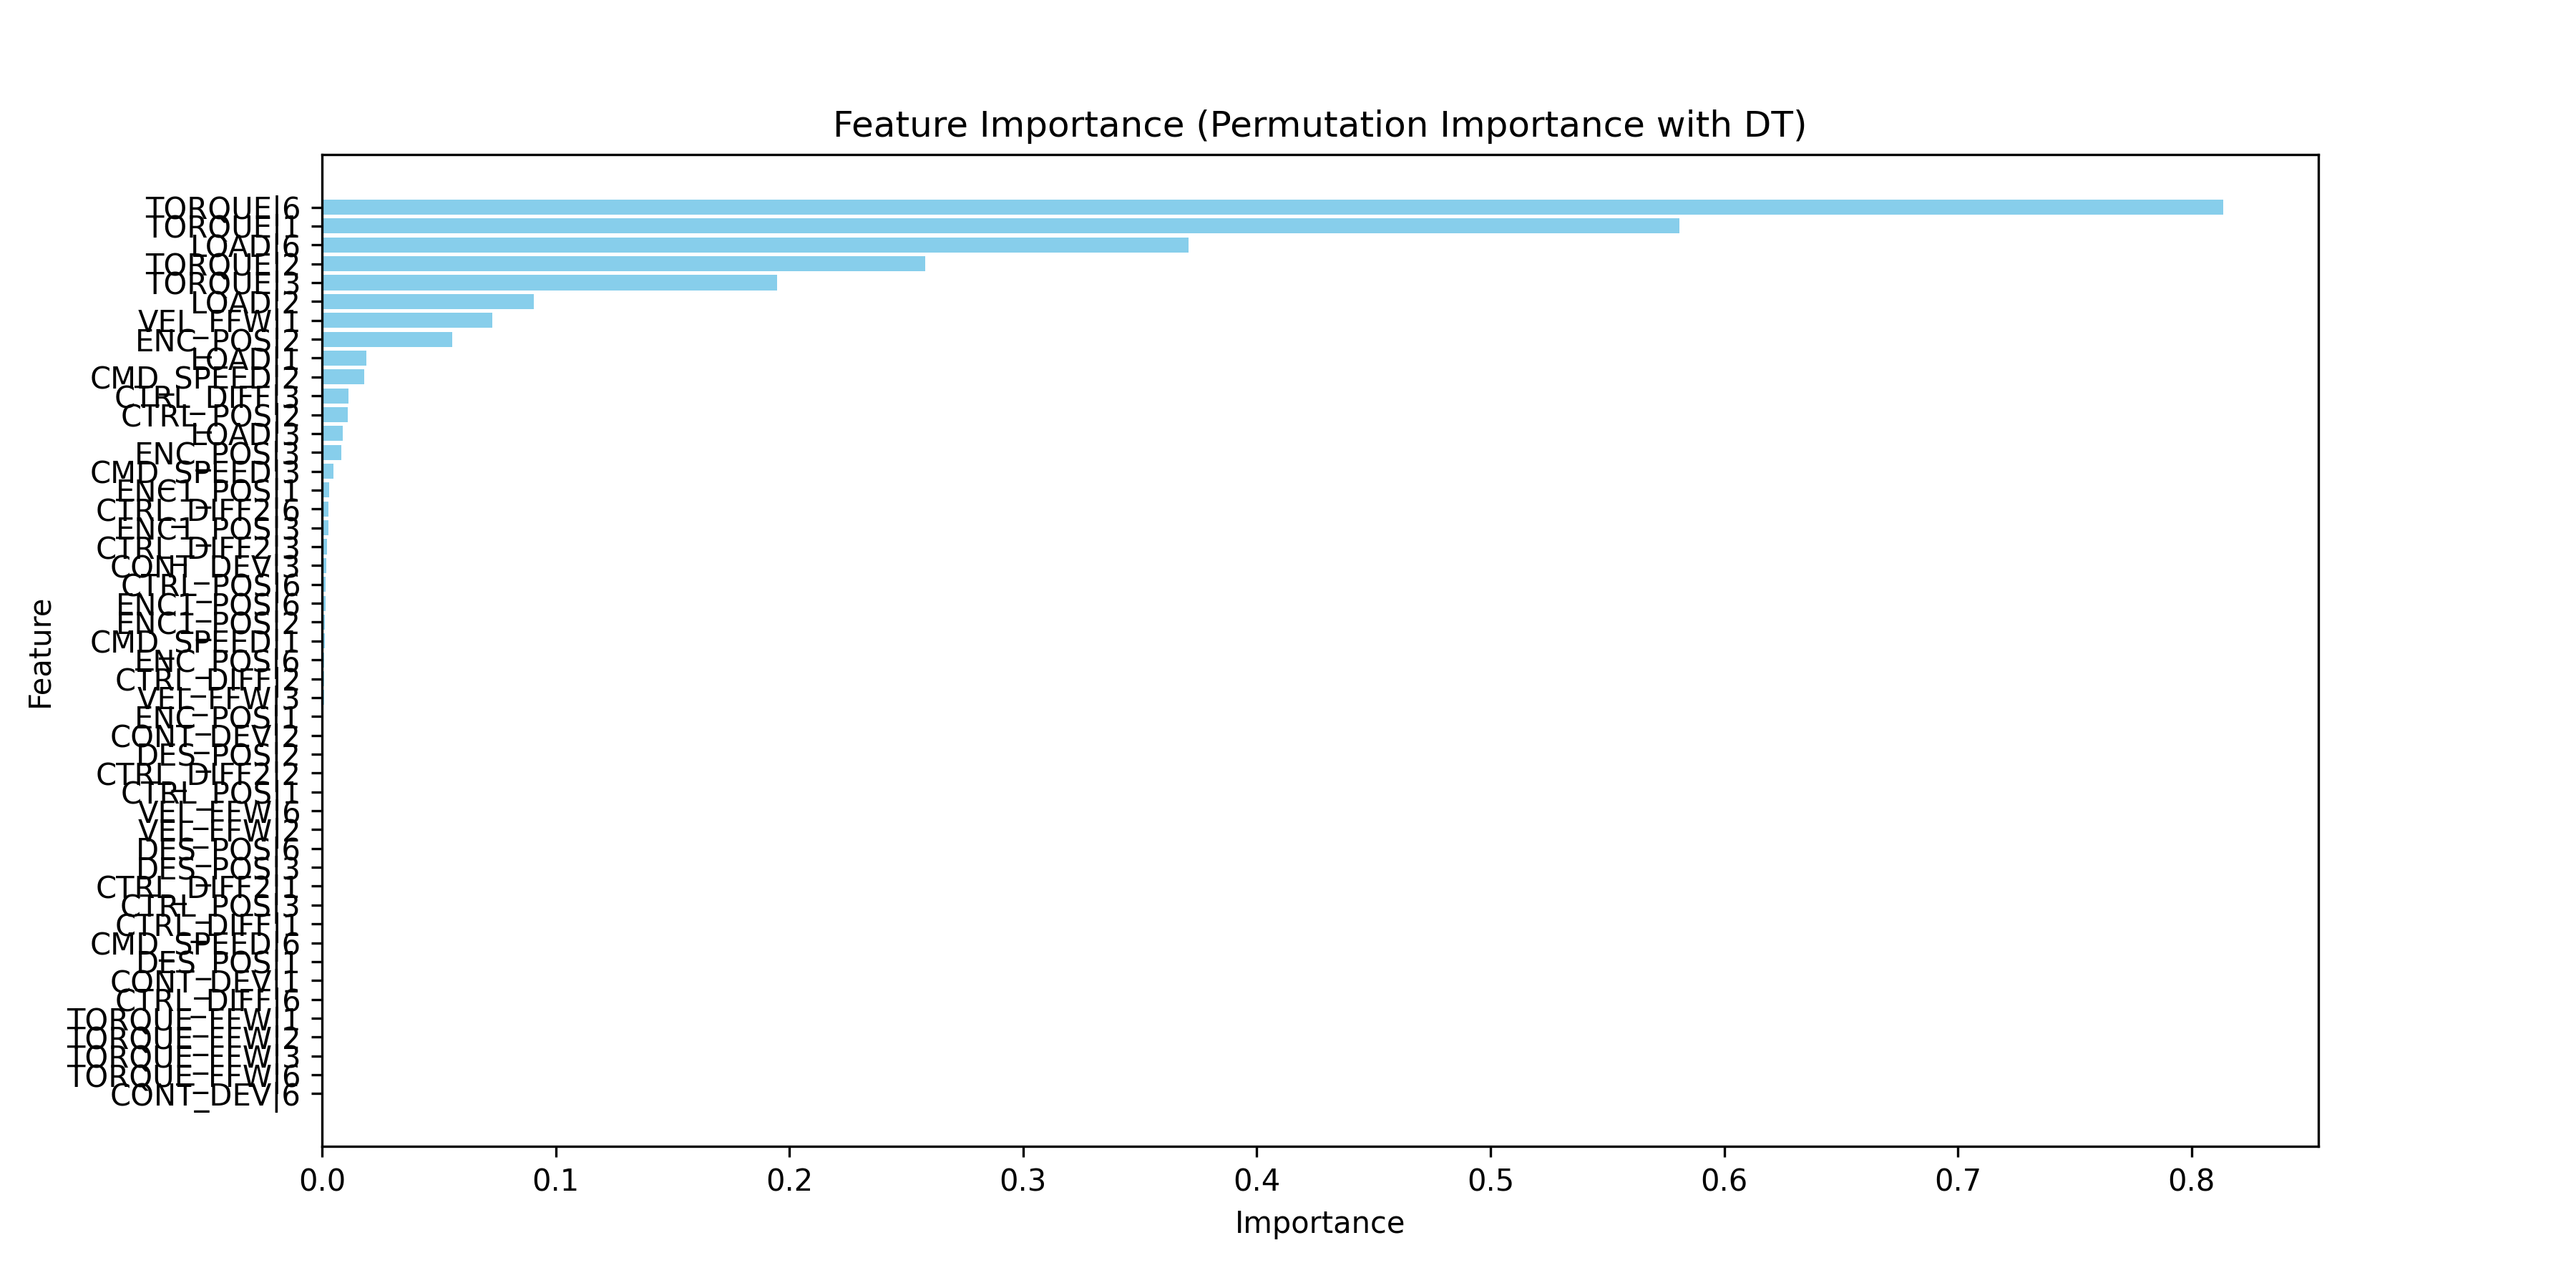 Feature Importance (Permutation Importance with DT)
TORQUE|6
TORQUE|1
LOAD|6
TORQUE|2
TORQUE|3
LOAD|2
VEL_FFW|1
ENC_POS|2
LOAD|1
CMD_SPEED|2
CTRL_DIFF|3
CTRL_POS|2
LOAD|3
ENC_POS|3
CMD_SPEED|3
ENC1_POS|1
CTRL_DIFF2|6
ENC1_POS|3
CTRL_DIFF2|3
CONT_DEV|3
CTRL_POS|6
ENC1_POS|6
ENC1_POS|2
CMD_SPEED|1
ENC_POS|6
CTRL_DIFF|2
VEL_FFW|3
ENC_POS|1
CONT_DEV|2
DES_POS|2
CTRL_DIFF2|2
CTRL_POS|1
VEL_FFW|6
VEL_FFW|2
DES_POS|6
DES_POS|3
CTRL_DIFF2|1
CTRL_POS|3
CTRL_DIFF|1
CMD_SPEED|6
DES_POS|1
CONT_DEV|1
CTRL_DIFF|6
TORQUE_FFW|1
TORQUE_FFW|2
TORQUE_FFW|3
TORQUE_FFW|6
CONT_DEV|6
Feature
0.0 0.1 0.2 0.3 0.4 0.5 0.6 0.7 0.8
Importance